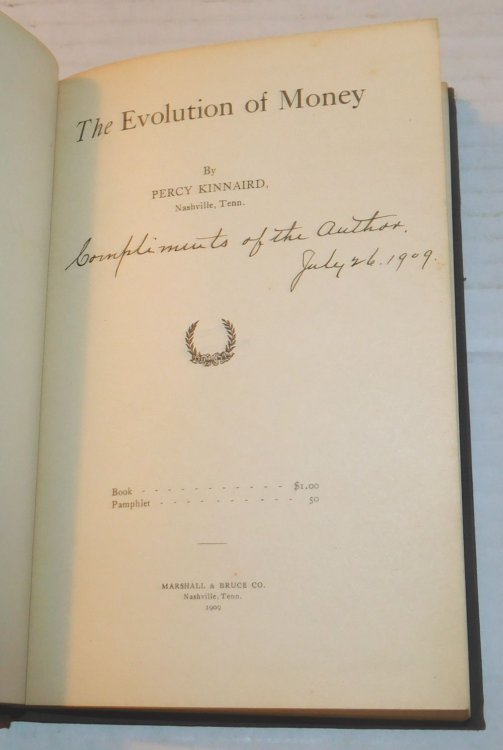 The Evolution of Money
By
PERCY KINNAIRD,
Nashville, Tenn.
Compliments of the Author.
July 26. 1909.
Book - - - - - - - - - - - $1.00
Pamphlet - - - - - - - - - - 50
MARSHALL & BRUCE CO.
Nashville, Tenn.
1909